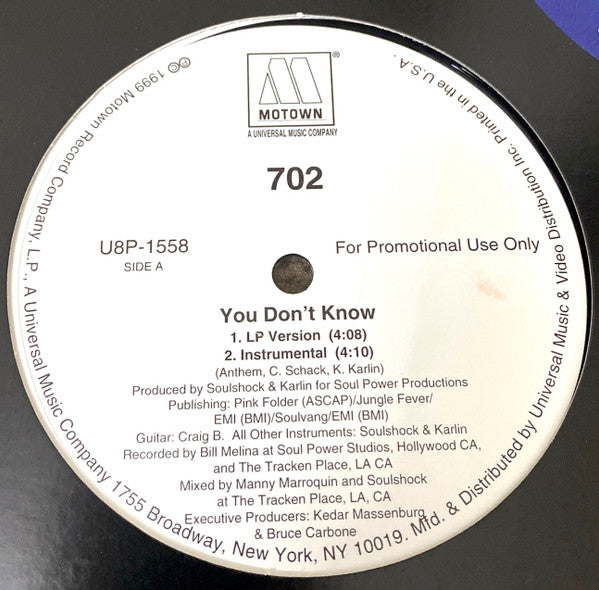 MOTOWN®
A UNIVERSAL MUSIC COMPANY
702
U8P-1558
SIDE A
For Promotional Use Only
You Don't Know
1. LP Version (4:08)
2. Instrumental (4:10)
(Anthem, C. Schack, K. Karlin)
Produced by Soulshock & Karlin for Soul Power Productions
Publishing: Pink Folder (ASCAP)/Jungle Fever/
EMI (BMI)/Soulvang/EMI (BMI)
Guitar: Craig B. All Other Instruments: Soulshock & Karlin
Recorded by Bill Melina at Soul Power Studios, Hollywood CA,
and The Tracken Place, LA CA
Mixed by Manny Marroquin and Soulshock
at The Tracken Place, LA, CA
Executive Producers: Kedar Massenburg
& Bruce Carbone
℗© 1999 Motown Record Company, L.P., A Universal Music Company 1755 Broadway, New York, NY 10019. Mfd. & Distributed by Universal Music & Video Distribution Inc. Printed in the U.S.A.